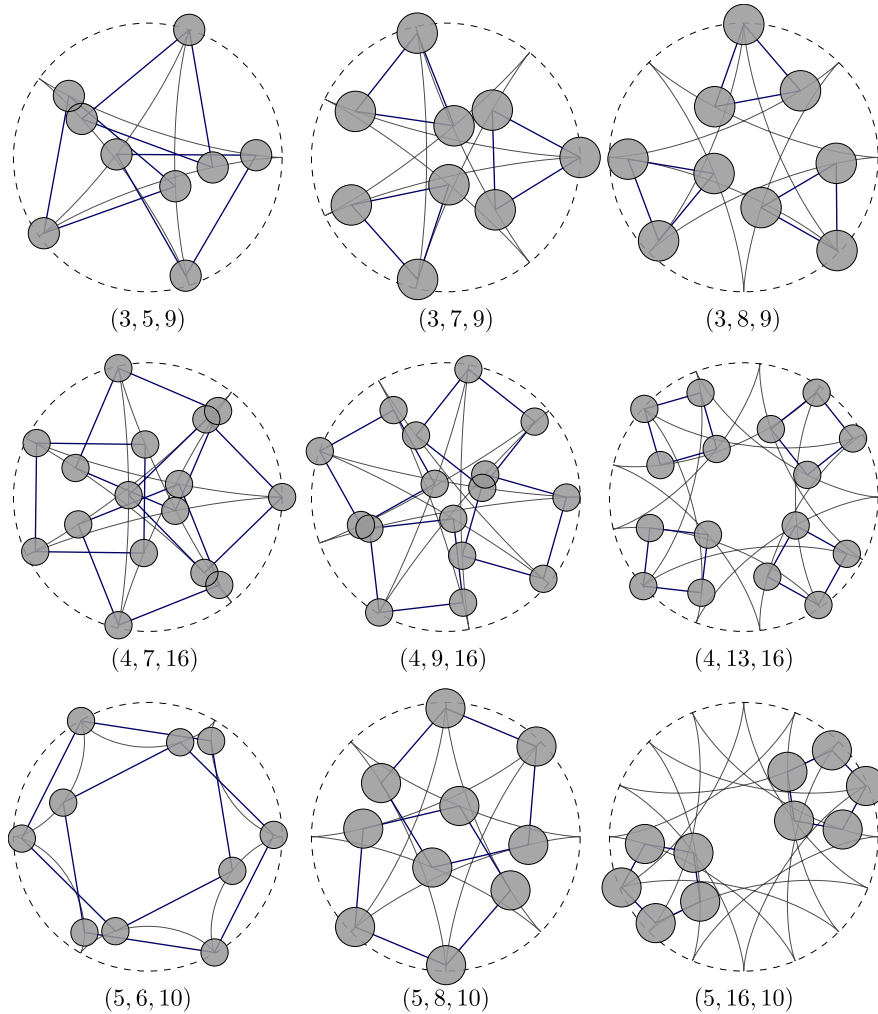 (3, 5, 9) (3, 7, 9) (3, 8, 9)
(4, 7, 16) (4, 9, 16) (4, 13, 16)
(5, 6, 10) (5, 8, 10) (5, 16, 10)